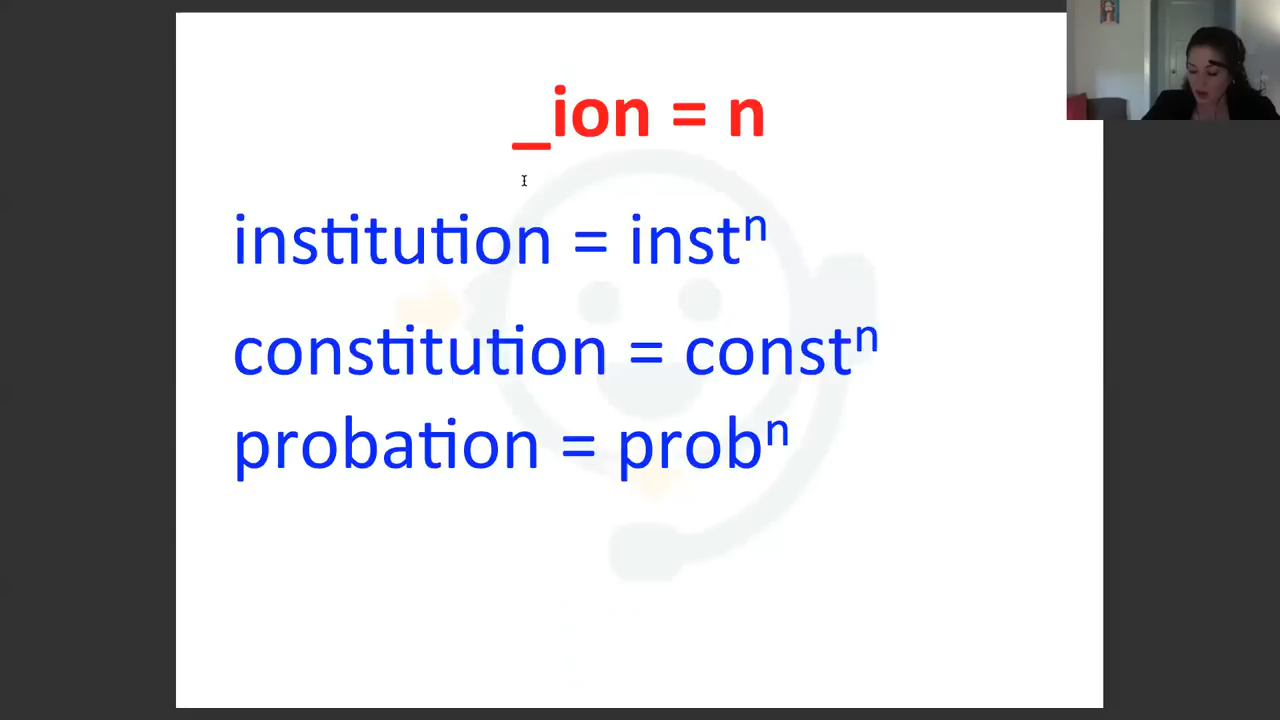 _ion = n
institution = instⁿ
constitution = constⁿ
probation = probⁿ